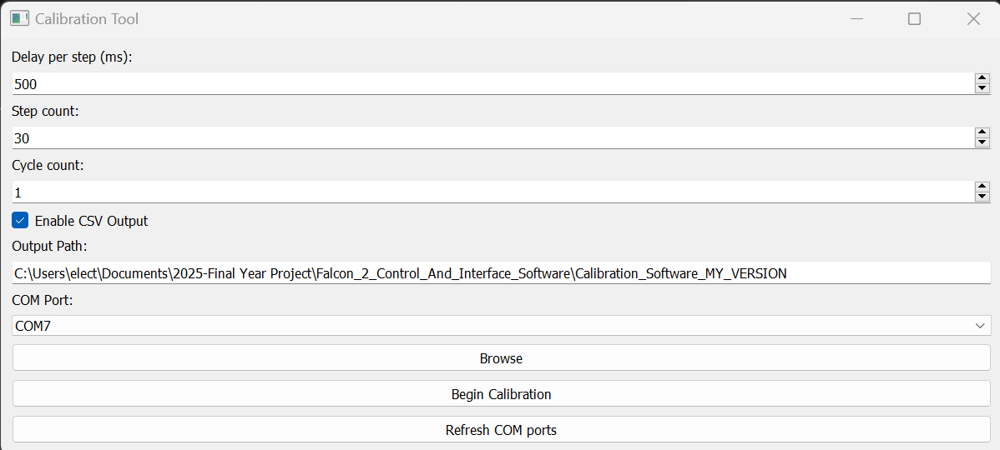 Calibration Tool
Delay per step (ms):
500
Step count:
30
Cycle count:
1
Enable CSV Output
Output Path:
C:\Users\elect\Documents\2025-Final Year Project\Falcon_2_Control_And_Interface_Software\Calibration_Software_MY_VERSION
COM Port:
COM7
Browse
Begin Calibration
Refresh COM ports